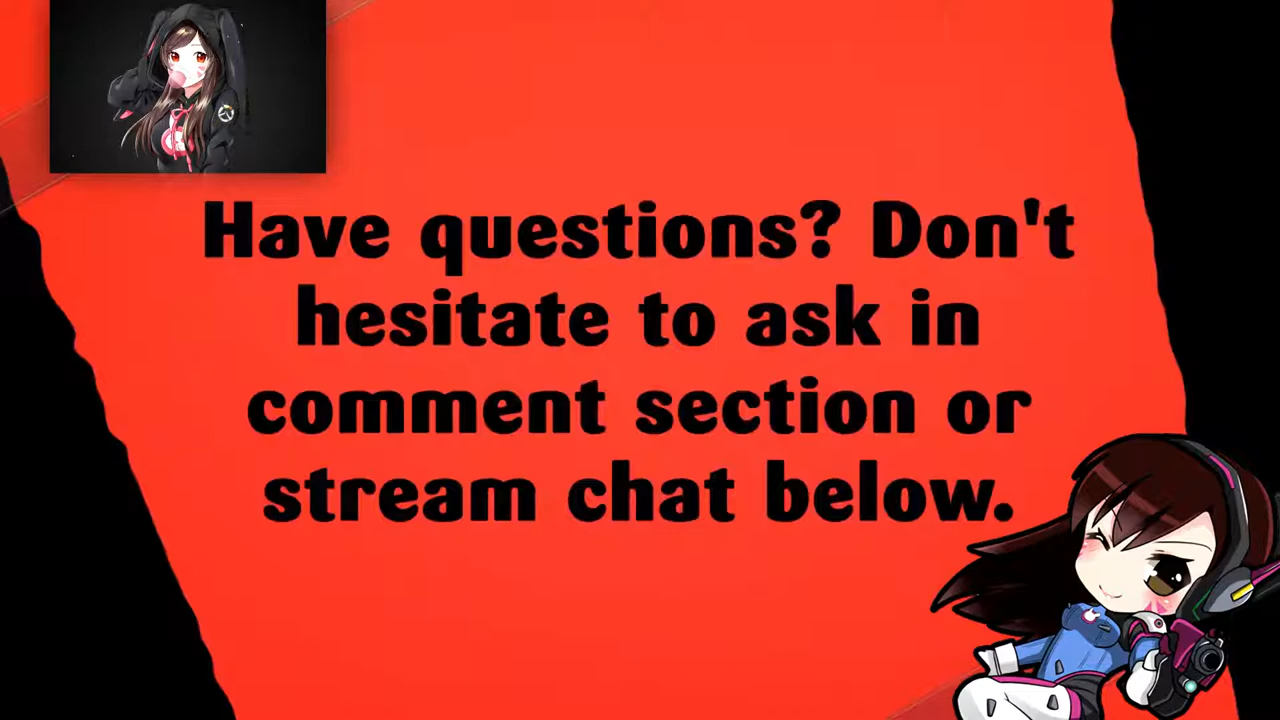 Have questions? Don't
hesitate to ask in
comment section or
stream chat below.